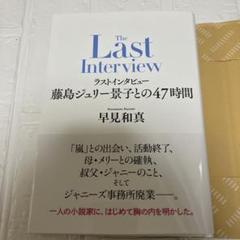 The
Last
Interview
ラストインタビュー
藤島ジュリー景子との47時間
早見和真
「嵐」との出会い、活動終了、
母・メリーとの確執、
叔父・ジャニーのこと、
そして
ジャニーズ事務所廃業――。
一人の小説家に、はじめて胸の内を明かした。